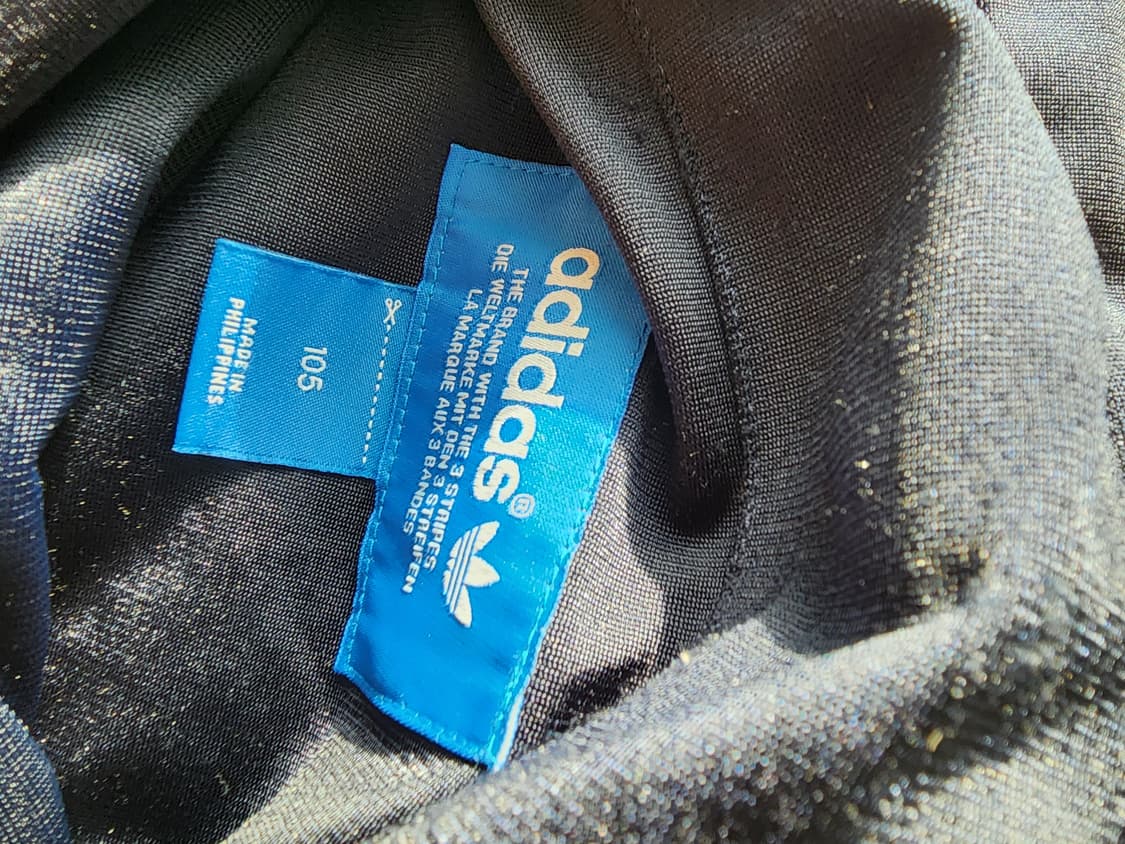 adidas®
THE BRAND WITH THE 3 STRIPES
DIE WELTMARKE MIT DEN 3 STREIFEN
LA MARQUE AUX 3 BANDES
105
MADE IN
PHILIPPINES